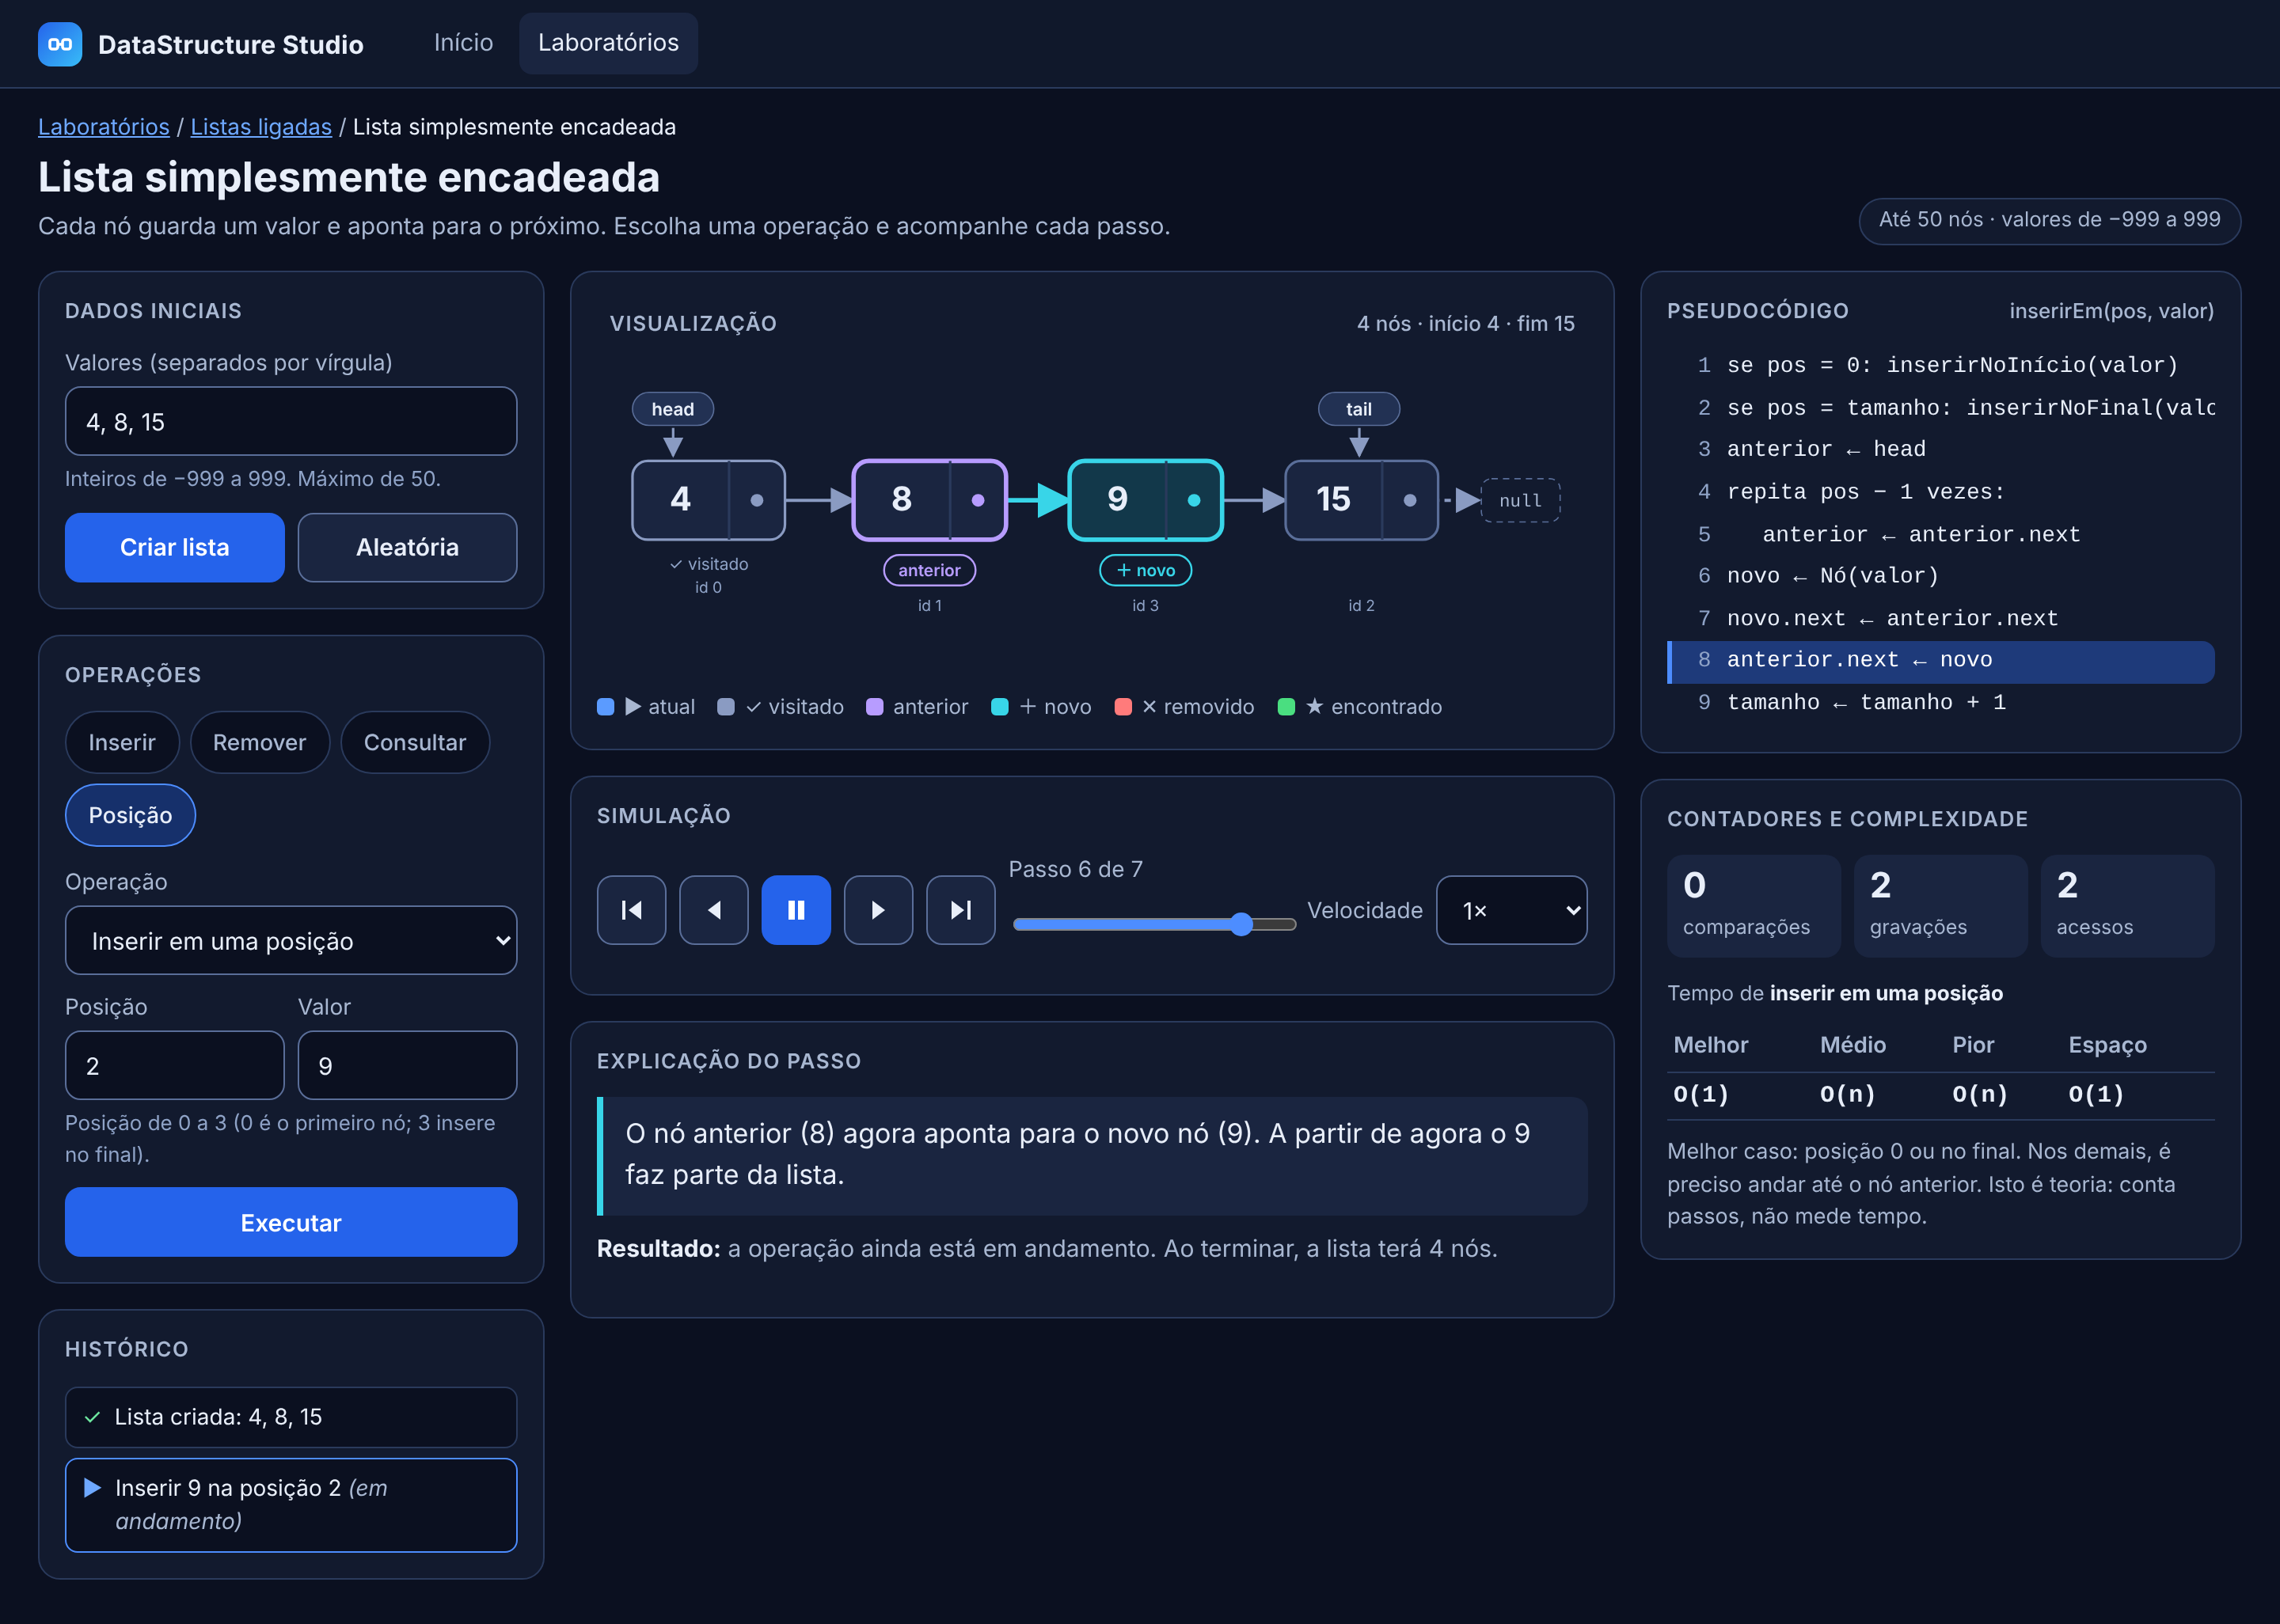 DataStructure Studio
Início
Laboratórios
Laboratórios / Listas ligadas / Lista simplesmente encadeada
Lista simplesmente encadeada
Cada nó guarda um valor e aponta para o próximo. Escolha uma operação e acompanhe cada passo.
Até 50 nós · valores de −999 a 999
DADOS INICIAIS
Valores (separados por vírgula)
4, 8, 15
Inteiros de −999 a 999. Máximo de 50.
Criar lista
Aleatória
OPERAÇÕES
Inserir
Remover
Consultar
Posição
Operação
Inserir em uma posição
Posição
Valor
2
9
Posição de 0 a 3 (0 é o primeiro nó; 3 insere
no final).
Executar
HISTÓRICO
✓ Lista criada: 4, 8, 15
▶ Inserir 9 na posição 2 (em
andamento)
VISUALIZAÇÃO
4 nós · início 4 · fim 15
head
tail
4
8
9
15
null
✓ visitado
anterior
+ novo
id 0
id 1
id 3
id 2
▶ atual
✓ visitado
anterior
+ novo
✕ removido
★ encontrado
SIMULAÇÃO
Passo 6 de 7
Velocidade
1×
EXPLICAÇÃO DO PASSO
O nó anterior (8) agora aponta para o novo nó (9). A partir de agora o 9
faz parte da lista.
Resultado: a operação ainda está em andamento. Ao terminar, a lista terá 4 nós.
PSEUDOCÓDIGO
inserirEm(pos, valor)
1 se pos = 0: inserirNoInício(valor)
2 se pos = tamanho: inserirNoFinal(valo
3 anterior ← head
4 repita pos − 1 vezes:
5 anterior ← anterior.next
6 novo ← Nó(valor)
7 novo.next ← anterior.next
8 anterior.next ← novo
9 tamanho ← tamanho + 1
CONTADORES E COMPLEXIDADE
0
comparações
2
gravações
2
acessos
Tempo de inserir em uma posição
Melhor Médio Pior Espaço
O(1) O(n) O(n) O(1)
Melhor caso: posição 0 ou no final. Nos demais, é
preciso andar até o nó anterior. Isto é teoria: conta
passos, não mede tempo.